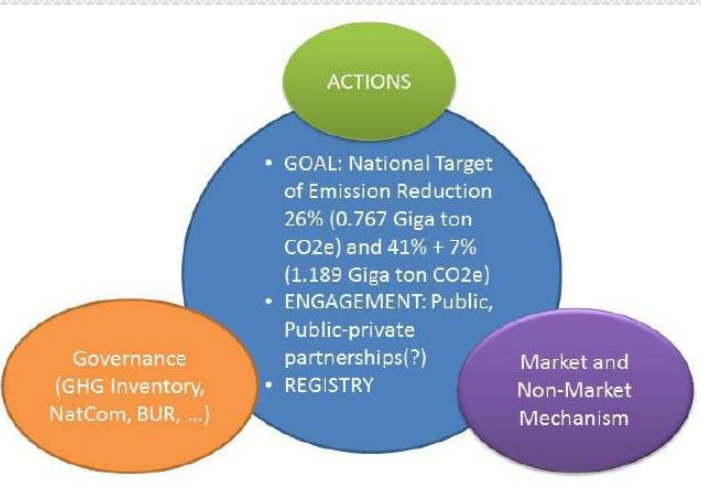 ACTIONS
• GOAL: National Target
of Emission Reduction
26% (0.767 Giga ton
CO2e) and 41% + 7%
(1.189 Giga ton CO2e)
• ENGAGEMENT: Public,
Public-private
partnerships(?)
• REGISTRY
Governance
(GHG Inventory,
NatCom, BUR, ...)
Market and
Non-Market
Mechanism